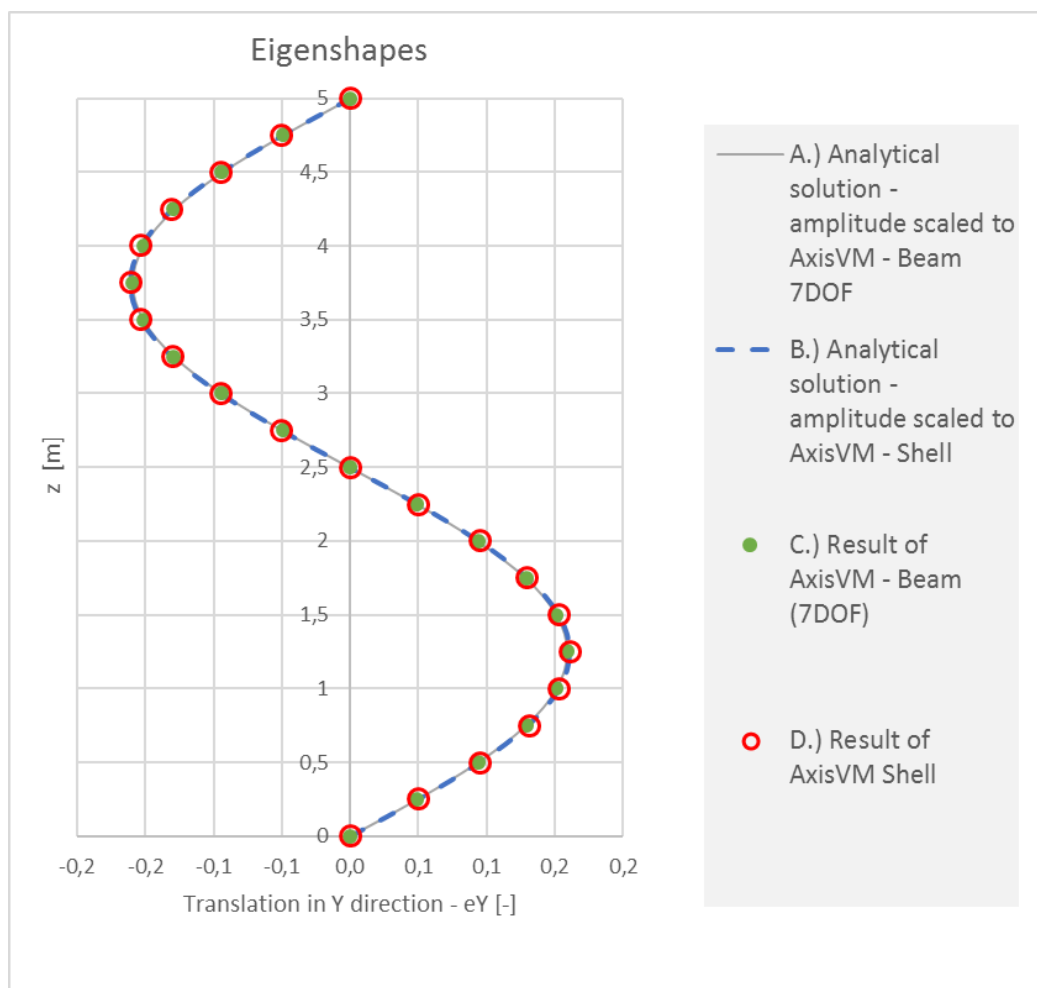 Eigenshapes
5
4,5
4
3,5
3
2,5
2
1,5
1
0,5
0
z [m]
-0,2 -0,2 -0,1 -0,1 0,0 0,1 0,1 0,2 0,2
Translation in Y direction - eY [-]
A.) Analytical
solution -
amplitude scaled to
AxisVM - Beam
7DOF
B.) Analytical
solution -
amplitude scaled to
AxisVM - Shell
C.) Result of
AxisVM - Beam
(7DOF)
D.) Result of
AxisVM Shell